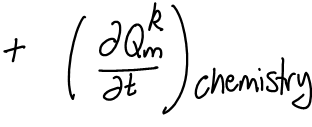 + (∂Q_m^k / ∂t)_chemistry